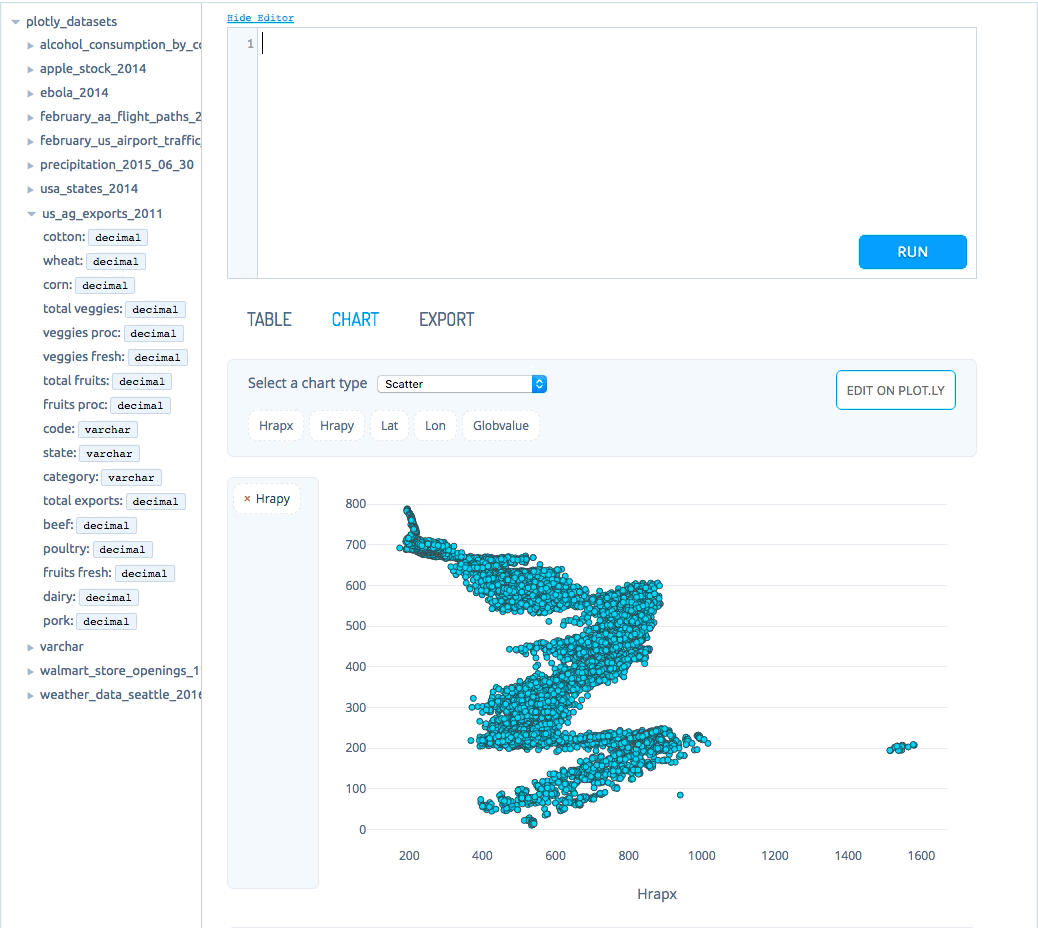 plotly_datasets
alcohol_consumption_by_co
apple_stock_2014
ebola_2014
february_aa_flight_paths_2
february_us_airport_traffic
precipitation_2015_06_30
usa_states_2014
us_ag_exports_2011
cotton: decimal
wheat: decimal
corn: decimal
total veggies: decimal
veggies proc: decimal
veggies fresh: decimal
total fruits: decimal
fruits proc: decimal
code: varchar
state: varchar
category: varchar
total exports: decimal
beef: decimal
poultry: decimal
fruits fresh: decimal
dairy: decimal
pork: decimal
varchar
walmart_store_openings_1
weather_data_seattle_2016
Hide Editor
1
RUN
TABLE CHART EXPORT
Select a chart type Scatter
EDIT ON PLOT.LY
Hrapx Hrapy Lat Lon Globvalue
× Hrapy
800
700
600
500
400
300
200
100
0
200 400 600 800 1000 1200 1400 1600
Hrapx